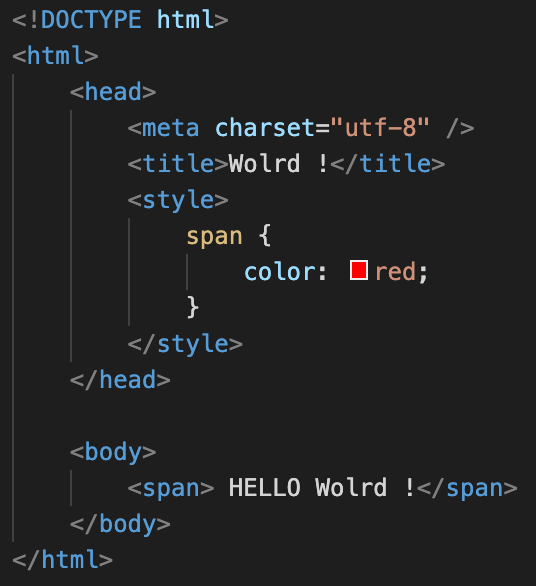 <!DOCTYPE html>
<html>
    <head>
        <meta charset="utf-8" />
        <title>Wolrd !</title>
        <style>
            span {
                color: red;
            }
        </style>
    </head>

    <body>
        <span> HELLO Wolrd !</span>
    </body>
</html>